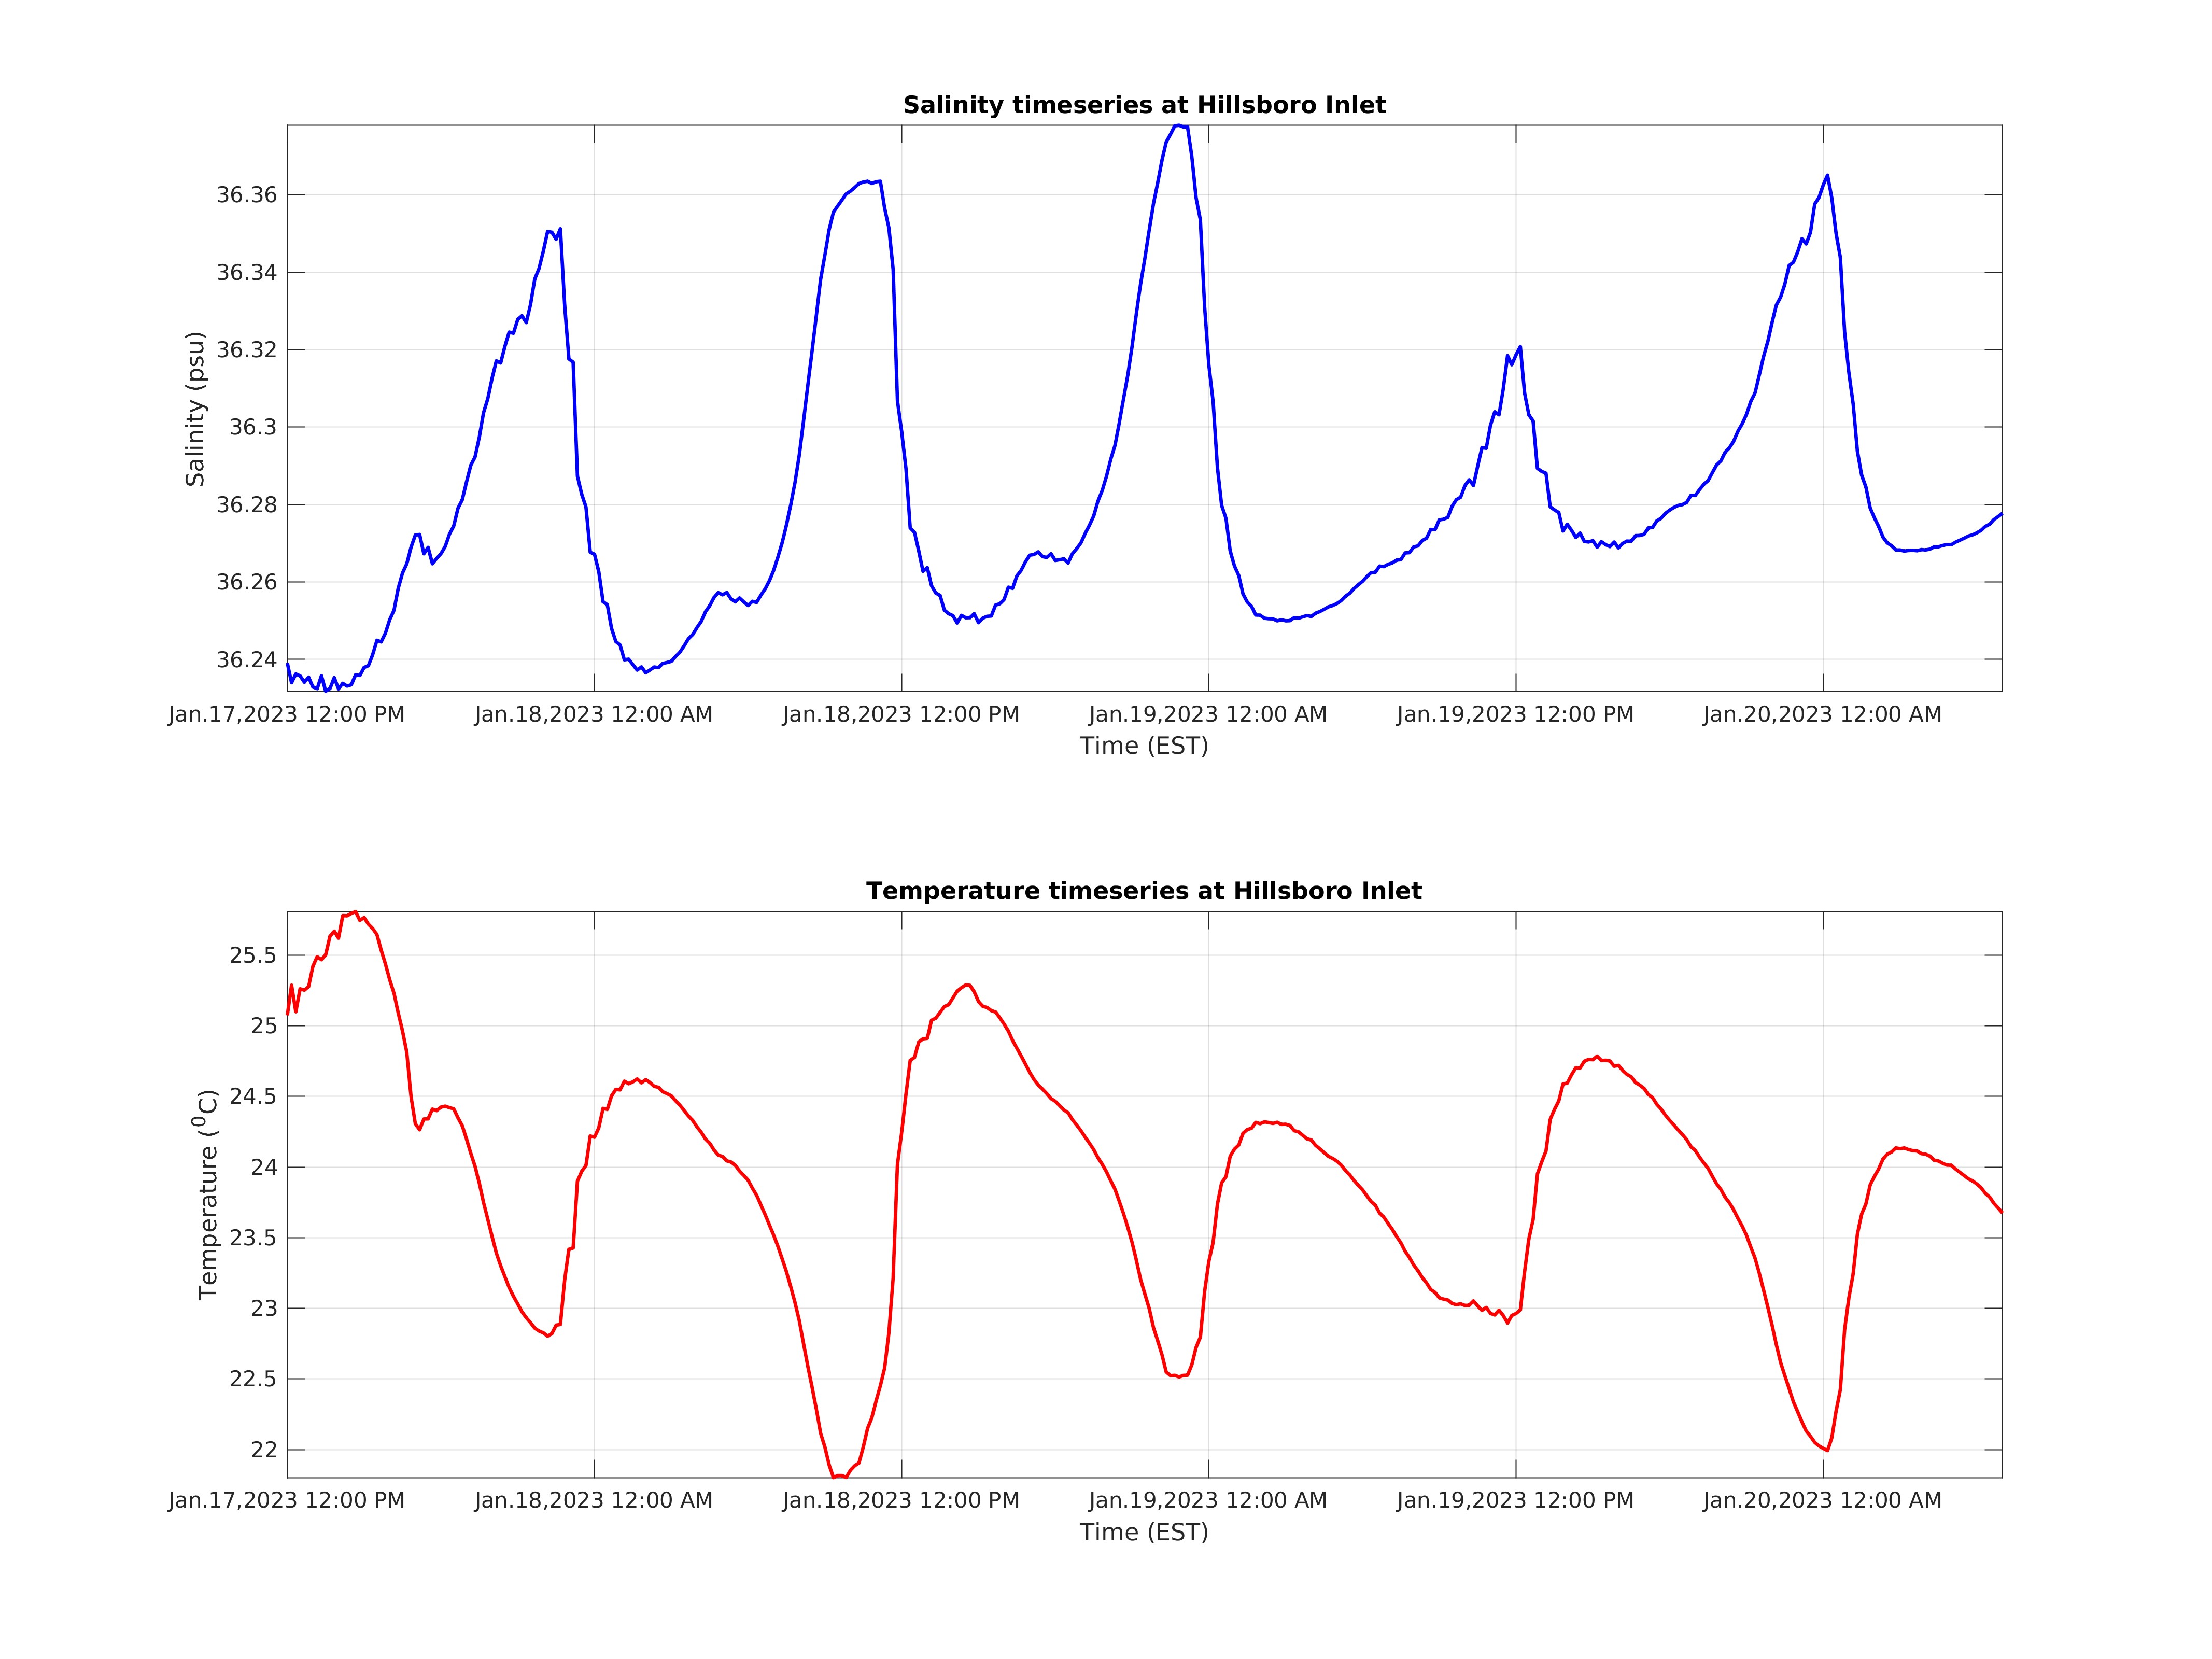 Salinity timeseries at Hillsboro Inlet
36.36
36.34
36.32
36.3
36.28
36.26
36.24
Salinity (psu)
Jan.17,2023 12:00 PM Jan.18,2023 12:00 AM Jan.18,2023 12:00 PM Jan.19,2023 12:00 AM Jan.19,2023 12:00 PM Jan.20,2023 12:00 AM
Time (EST)
Temperature timeseries at Hillsboro Inlet
25.5
25
24.5
24
23.5
23
22.5
22
Temperature (⁰C)
Jan.17,2023 12:00 PM Jan.18,2023 12:00 AM Jan.18,2023 12:00 PM Jan.19,2023 12:00 AM Jan.19,2023 12:00 PM Jan.20,2023 12:00 AM
Time (EST)